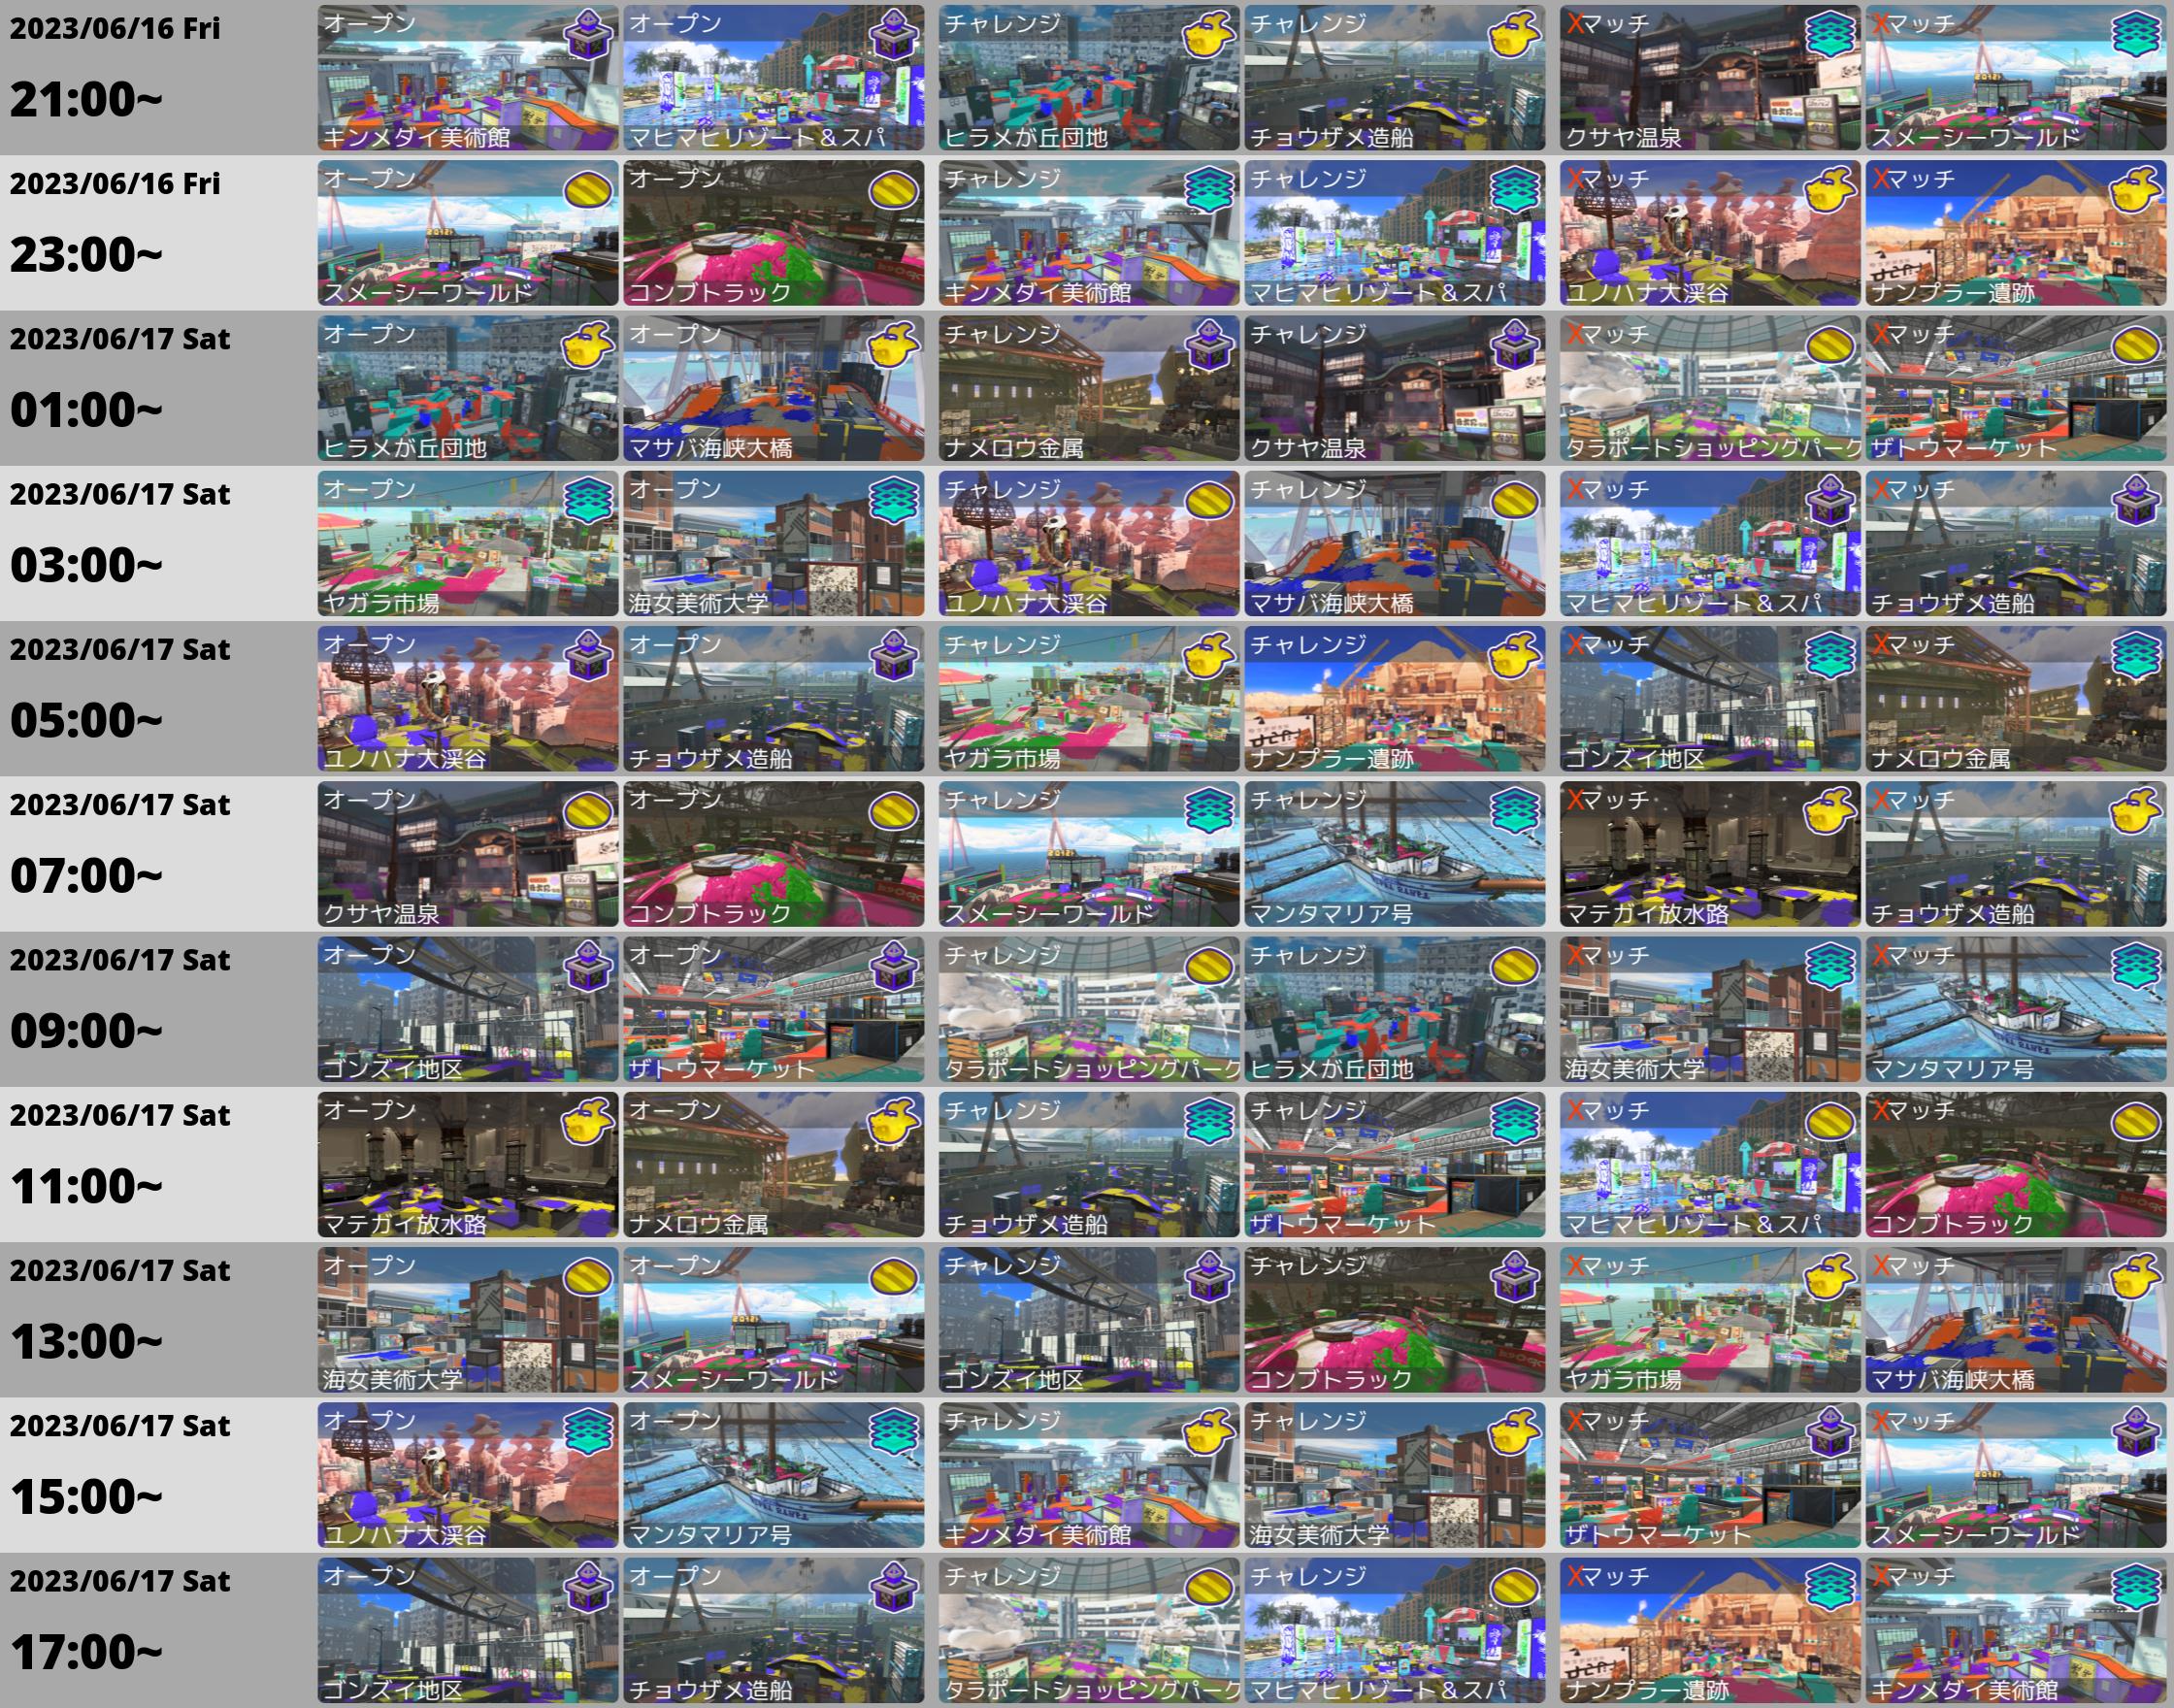 2023/06/16 Fri
21:00~
オープン
オープン
チャレンジ
チャレンジ
Xマッチ
Xマッチ
キンメダイ美術館
マヒマヒリゾート＆スパ
ヒラメが丘団地
チョウザメ造船
クサヤ温泉
スメーシーワールド
2023/06/16 Fri
23:00~
オープン
オープン
チャレンジ
チャレンジ
Xマッチ
Xマッチ
スメーシーワールド
コンブトラック
キンメダイ美術館
マヒマヒリゾート＆スパ
ユノハナ大渓谷
ナンプラー遺跡
2023/06/17 Sat
01:00~
オープン
オープン
チャレンジ
チャレンジ
Xマッチ
Xマッチ
ヒラメが丘団地
マサバ海峡大橋
ナメロウ金属
クサヤ温泉
タラポートショッピングパーク
ザトウマーケット
2023/06/17 Sat
03:00~
オープン
オープン
チャレンジ
チャレンジ
Xマッチ
Xマッチ
ヤガラ市場
海女美術大学
ユノハナ大渓谷
マサバ海峡大橋
マヒマヒリゾート＆スパ
チョウザメ造船
2023/06/17 Sat
05:00~
オープン
オープン
チャレンジ
チャレンジ
Xマッチ
Xマッチ
ユノハナ大渓谷
チョウザメ造船
ヤガラ市場
ナンプラー遺跡
ゴンズイ地区
ナメロウ金属
2023/06/17 Sat
07:00~
オープン
オープン
チャレンジ
チャレンジ
Xマッチ
Xマッチ
クサヤ温泉
コンブトラック
スメーシーワールド
マンタマリア号
マテガイ放水路
チョウザメ造船
2023/06/17 Sat
09:00~
オープン
オープン
チャレンジ
チャレンジ
Xマッチ
Xマッチ
ゴンズイ地区
ザトウマーケット
タラポートショッピングパーク
ヒラメが丘団地
海女美術大学
マンタマリア号
2023/06/17 Sat
11:00~
オープン
オープン
チャレンジ
チャレンジ
Xマッチ
Xマッチ
マテガイ放水路
ナメロウ金属
チョウザメ造船
ザトウマーケット
マヒマヒリゾート＆スパ
コンブトラック
2023/06/17 Sat
13:00~
オープン
オープン
チャレンジ
チャレンジ
Xマッチ
Xマッチ
海女美術大学
スメーシーワールド
ゴンズイ地区
コンブトラック
ヤガラ市場
マサバ海峡大橋
2023/06/17 Sat
15:00~
オープン
オープン
チャレンジ
チャレンジ
Xマッチ
Xマッチ
ユノハナ大渓谷
マンタマリア号
キンメダイ美術館
海女美術大学
ザトウマーケット
スメーシーワールド
2023/06/17 Sat
17:00~
オープン
オープン
チャレンジ
チャレンジ
Xマッチ
Xマッチ
ゴンズイ地区
チョウザメ造船
タラポートショッピングパーク
マヒマヒリゾート＆スパ
ナンプラー遺跡
キンメダイ美術館